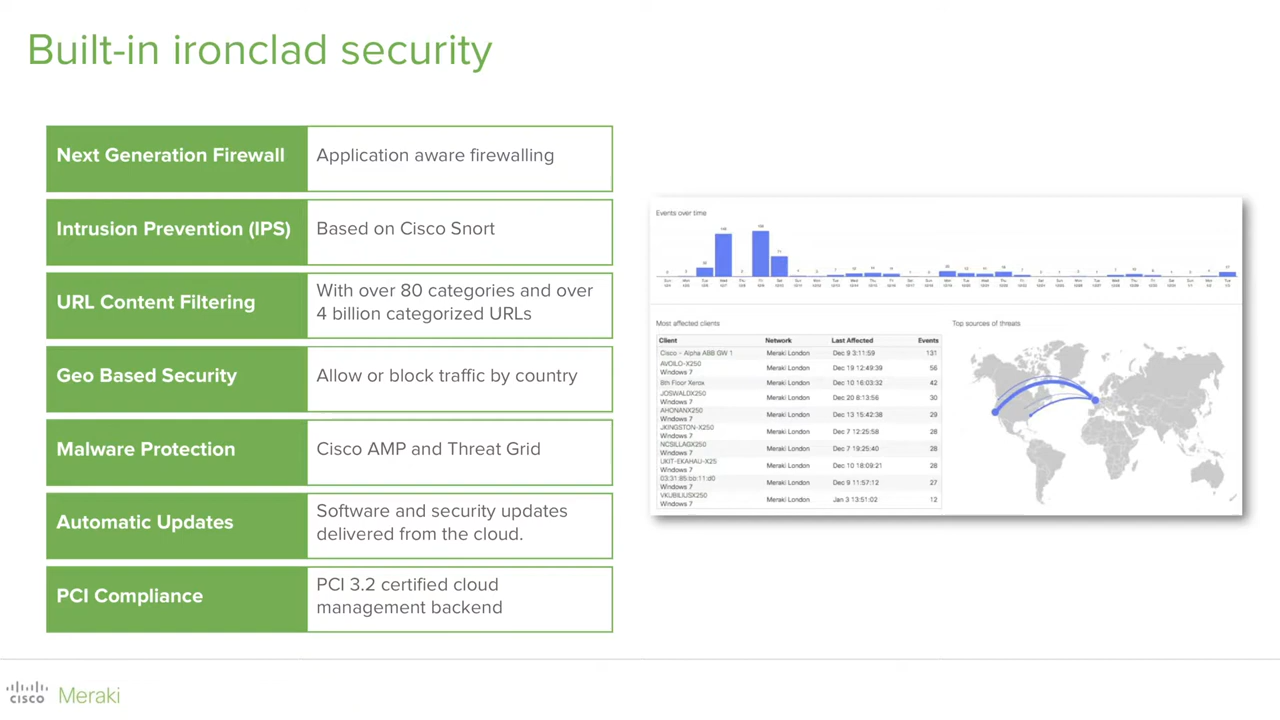 Built-in ironclad security
Next Generation Firewall
Application aware firewalling
Intrusion Prevention (IPS)
Based on Cisco Snort
URL Content Filtering
With over 80 categories and over
4 billion categorized URLs
Geo Based Security
Allow or block traffic by country
Malware Protection
Cisco AMP and Threat Grid
Automatic Updates
Software and security updates
delivered from the cloud.
PCI Compliance
PCI 3.2 certified cloud
management backend
Events over time
Most affected clients
Client Network Last Affected Events
Cisco - Alpha ABB GW 1 Meraki London Dec 9 3:11:59 131
AVOILO-X250
Windows 7 Meraki London Dec 19 12:49:39 56
8th Floor Xerox Meraki London Dec 10 16:03:32 42
JOSWALDX250
Windows 7 Meraki London Dec 20 8:13:56 30
AHONANX250
Windows 7 Meraki London Dec 13 15:42:38 29
JKINGSTON-X250
Windows 7 Meraki London Dec 7 12:25:58 28
NCSILLAGX250
Windows 7 Meraki London Dec 7 19:25:40 28
UKIT-EKAHAU-X25
Windows 7 Meraki London Dec 10 18:09:21 28
03:31:85:bb:11:d0
Windows 7 Meraki London Dec 9 11:57:12 27
VKUBILIUSX250
Windows 7 Meraki London Jan 3 13:51:02 12
Top sources of threats
CISCO Meraki